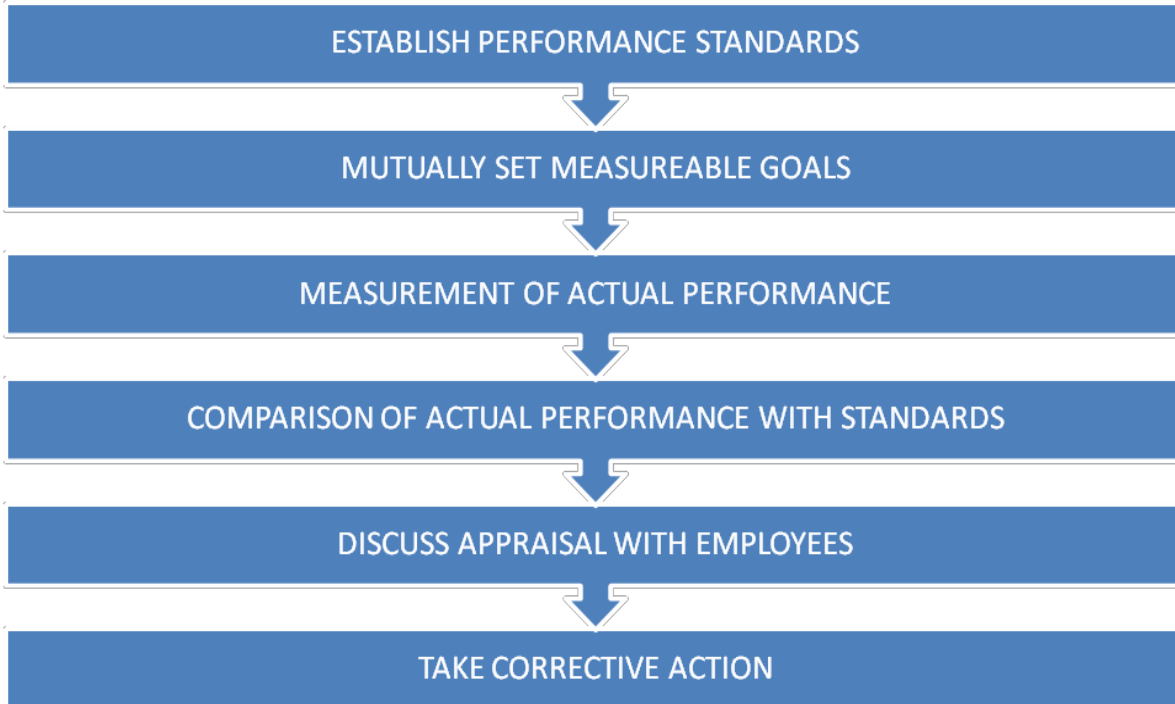 ESTABLISH PERFORMANCE STANDARDS
MUTUALLY SET MEASUREABLE GOALS
MEASUREMENT OF ACTUAL PERFORMANCE
COMPARISON OF ACTUAL PERFORMANCE WITH STANDARDS
DISCUSS APPRAISAL WITH EMPLOYEES
TAKE CORRECTIVE ACTION